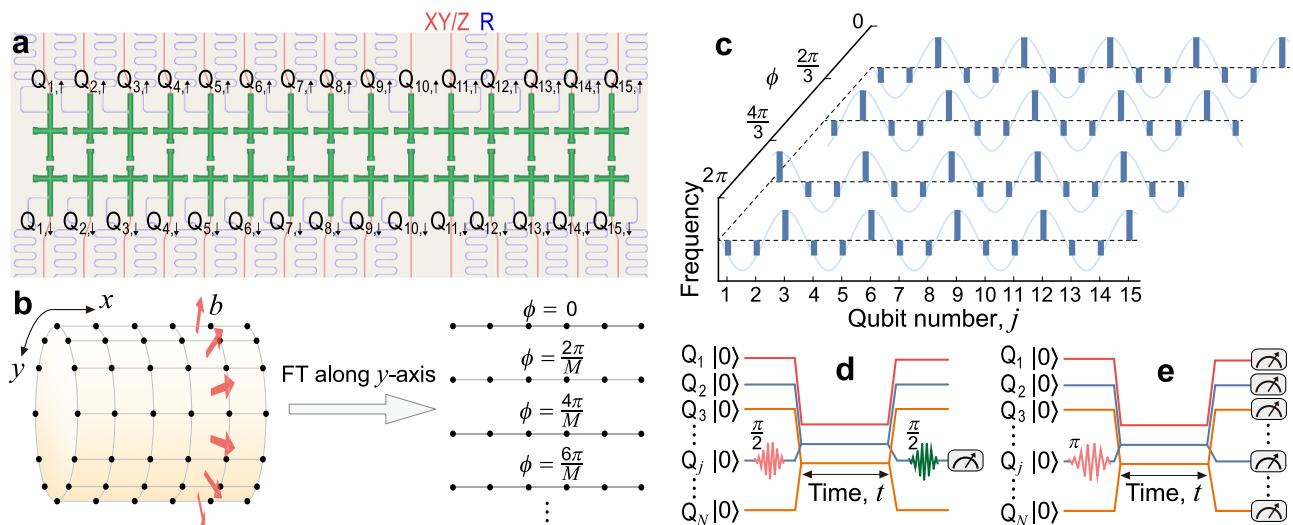 XY/Z R
a
Q1,↑ Q2,↑ Q3,↑ Q4,↑ Q5,↑ Q6,↑ Q7,↑ Q8,↑ Q9,↑ Q10,↑ Q11,↑ Q12,↑ Q13,↑ Q14,↑ Q15,↑
Q1,↓ Q2,↓ Q3,↓ Q4,↓ Q5,↓ Q6,↓ Q7,↓ Q8,↓ Q9,↓ Q10,↓ Q11,↓ Q12,↓ Q13,↓ Q14,↓ Q15,↓
b
x
y
b
FT along y-axis
ϕ = 0
ϕ = 2π/M
ϕ = 4π/M
ϕ = 6π/M
⋮
c
0
2π/3
ϕ
4π/3
2π
Frequency
1 2 3 4 5 6 7 8 9 10 11 12 13 14 15
Qubit number, j
d
Q1 |0⟩
Q2 |0⟩
Q3 |0⟩
π/2
π/2
Qj |0⟩
Time, t
QN |0⟩
e
Q1 |0⟩
Q2 |0⟩
Q3 |0⟩
π
Qj |0⟩
Time, t
QN |0⟩